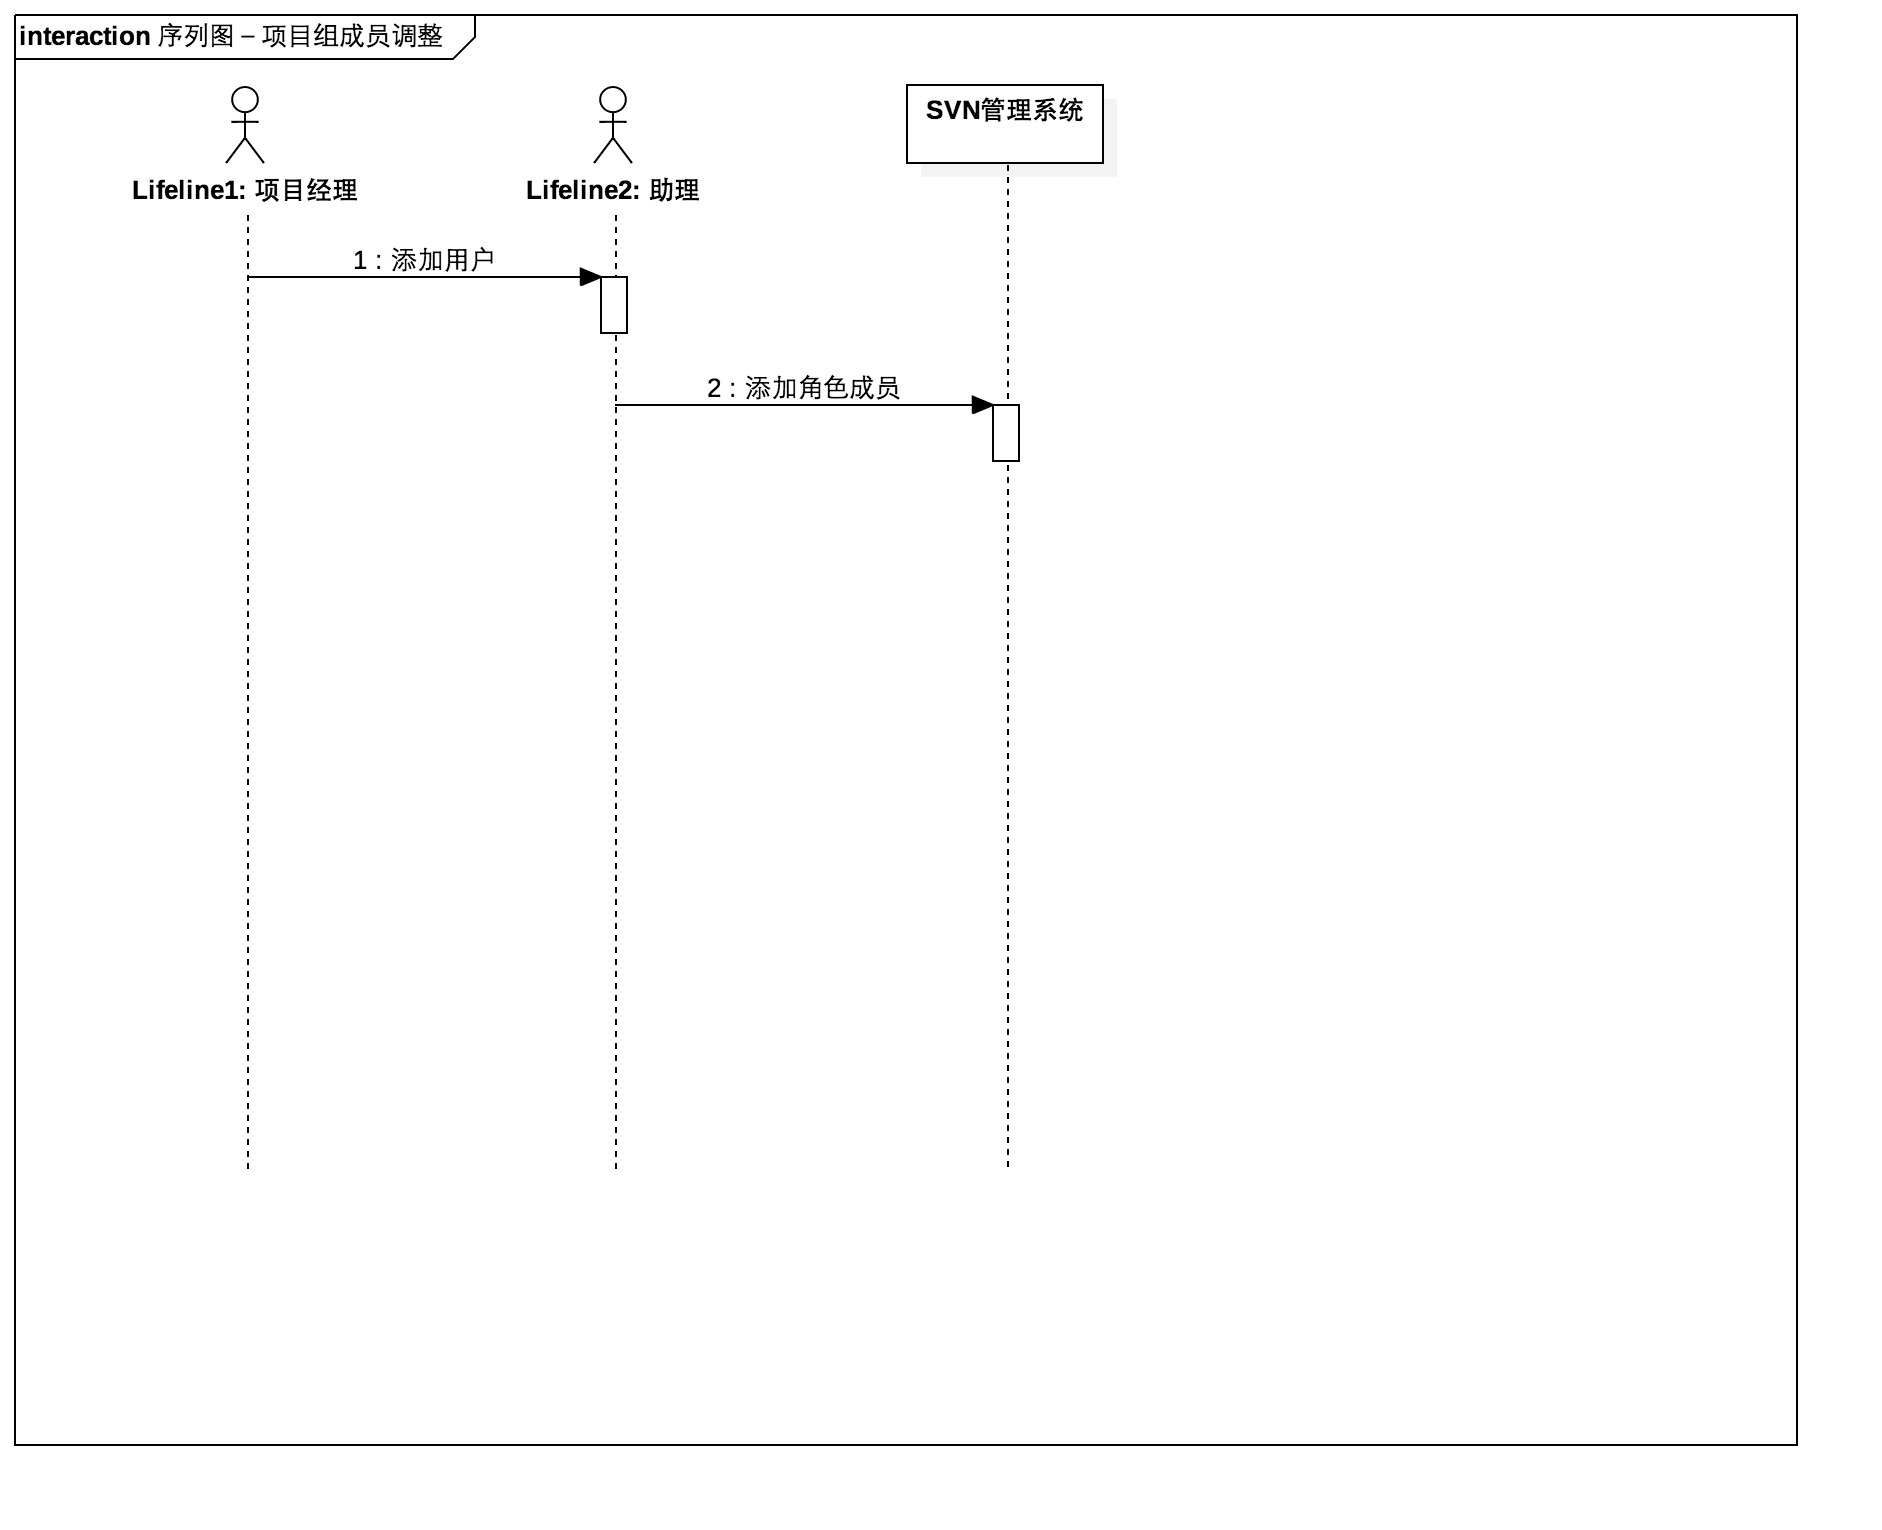 interaction 序列图 – 项目组成员调整
SVN管理系统
Lifeline1: 项目经理
Lifeline2: 助理
1 : 添加用户
2 : 添加角色成员